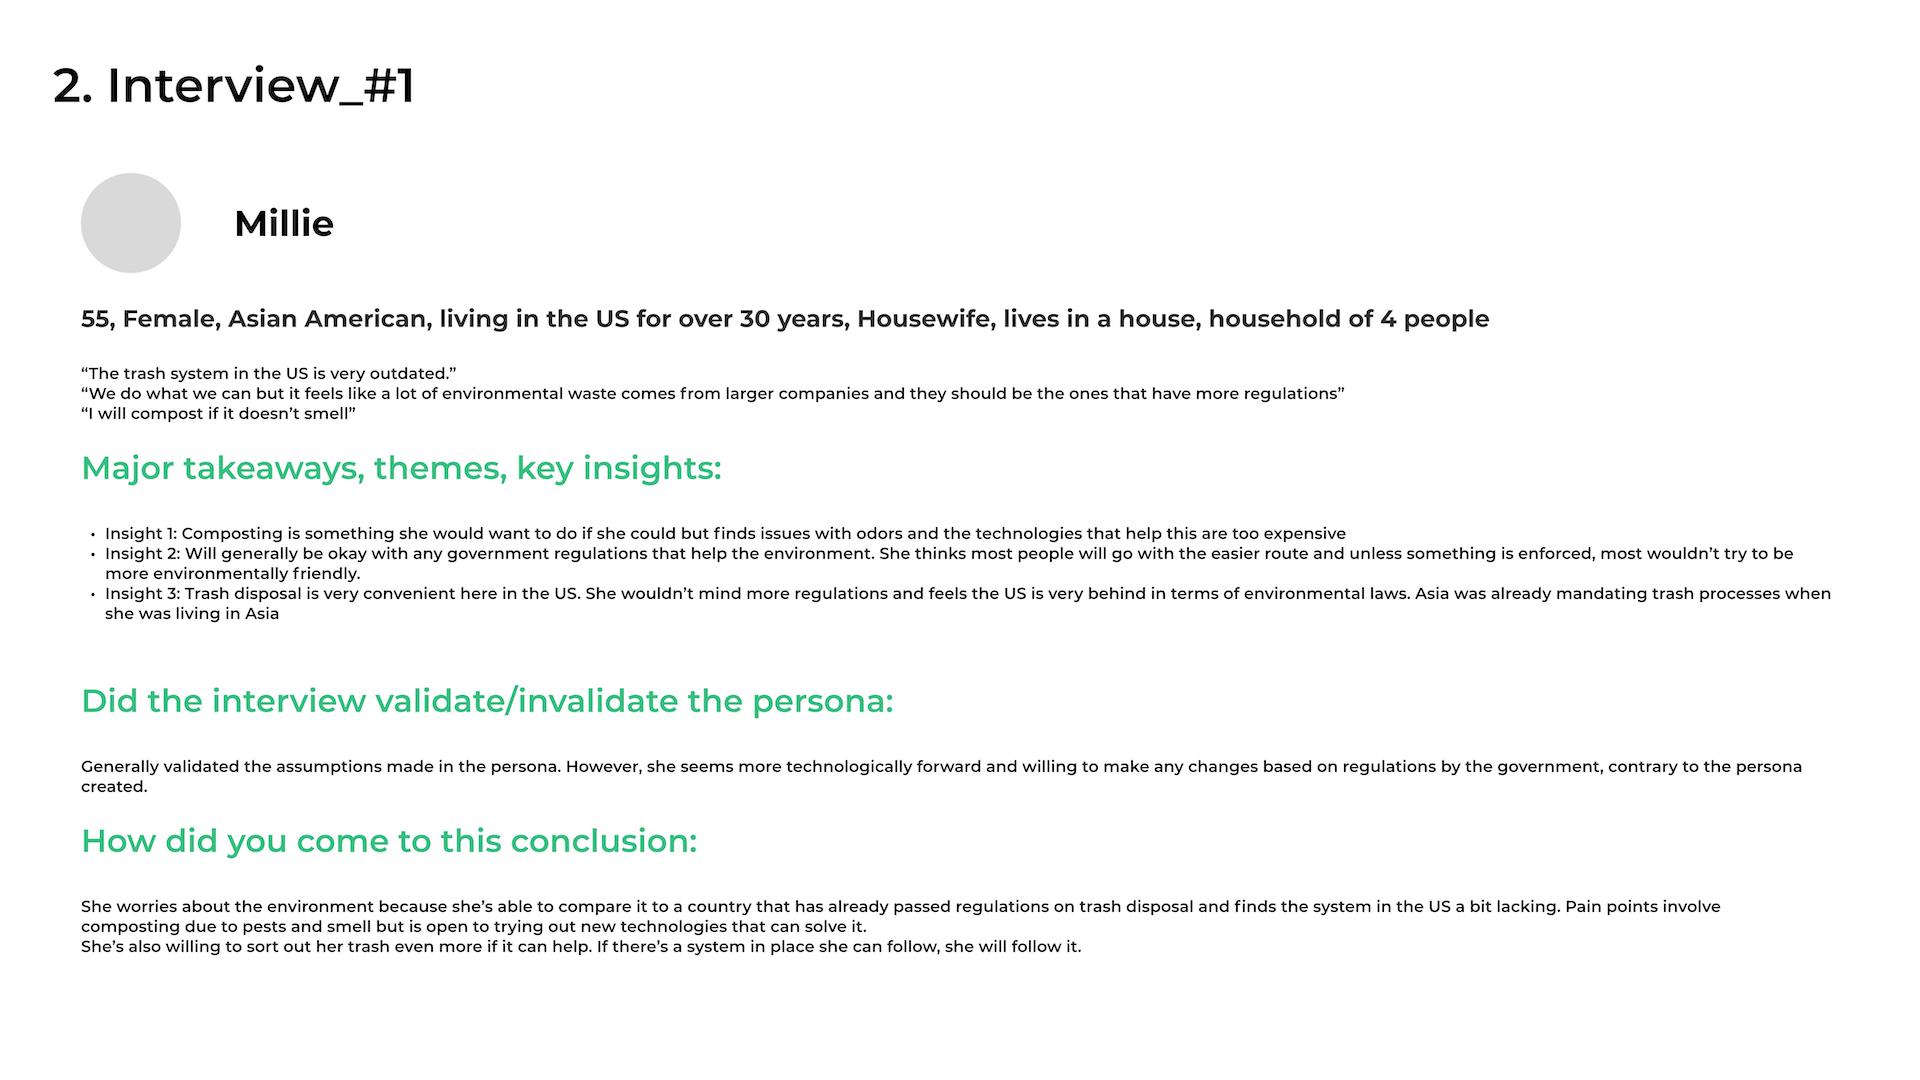 2. Interview_#1
Millie
55, Female, Asian American, living in the US for over 30 years, Housewife, lives in a house, household of 4 people
“The trash system in the US is very outdated.”
“We do what we can but it feels like a lot of environmental waste comes from larger companies and they should be the ones that have more regulations”
“I will compost if it doesn’t smell”
Major takeaways, themes, key insights:
• Insight 1: Composting is something she would want to do if she could but finds issues with odors and the technologies that help this are too expensive
• Insight 2: Will generally be okay with any government regulations that help the environment. She thinks most people will go with the easier route and unless something is enforced, most wouldn’t try to be
more environmentally friendly.
• Insight 3: Trash disposal is very convenient here in the US. She wouldn’t mind more regulations and feels the US is very behind in terms of environmental laws. Asia was already mandating trash processes when
she was living in Asia
Did the interview validate/invalidate the persona:
Generally validated the assumptions made in the persona. However, she seems more technologically forward and willing to make any changes based on regulations by the government, contrary to the persona
created.
How did you come to this conclusion:
She worries about the environment because she’s able to compare it to a country that has already passed regulations on trash disposal and finds the system in the US a bit lacking. Pain points involve
composting due to pests and smell but is open to trying out new technologies that can solve it.
She’s also willing to sort out her trash even more if it can help. If there’s a system in place she can follow, she will follow it.